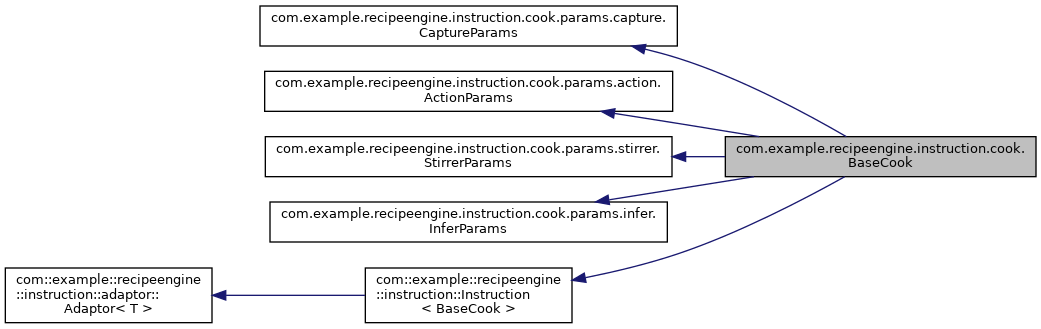 com.example.recipeengine.instruction.cook.params.capture.
CaptureParams
com.example.recipeengine.instruction.cook.params.action.
ActionParams
com.example.recipeengine.instruction.cook.params.stirrer.
StirrerParams
com.example.recipeengine.instruction.cook.
BaseCook
com.example.recipeengine.instruction.cook.params.infer.
InferParams
com::example::recipeengine
::instruction::adaptor::
Adaptor< T >
com::example::recipeengine
::instruction::Instruction
< BaseCook >